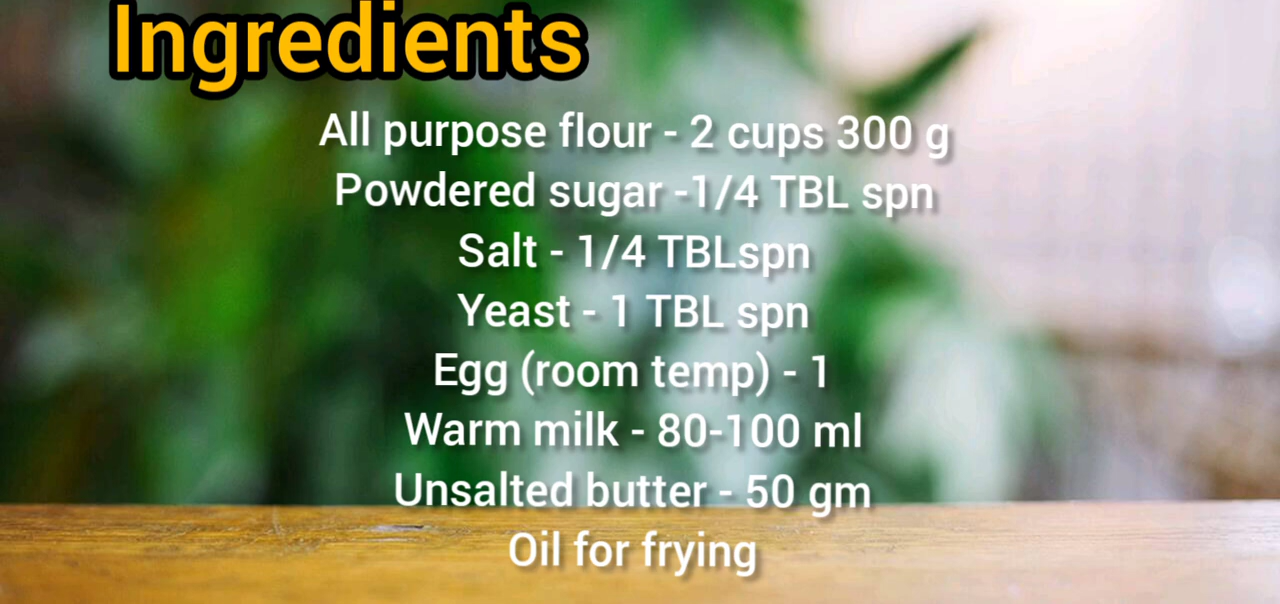 Ingredients
All purpose flour - 2 cups 300 g
Powdered sugar -1/4 TBL spn
Salt - 1/4 TBLspn
Yeast - 1 TBL spn
Egg (room temp) - 1
Warm milk - 80-100 ml
Unsalted butter - 50 gm
Oil for frying